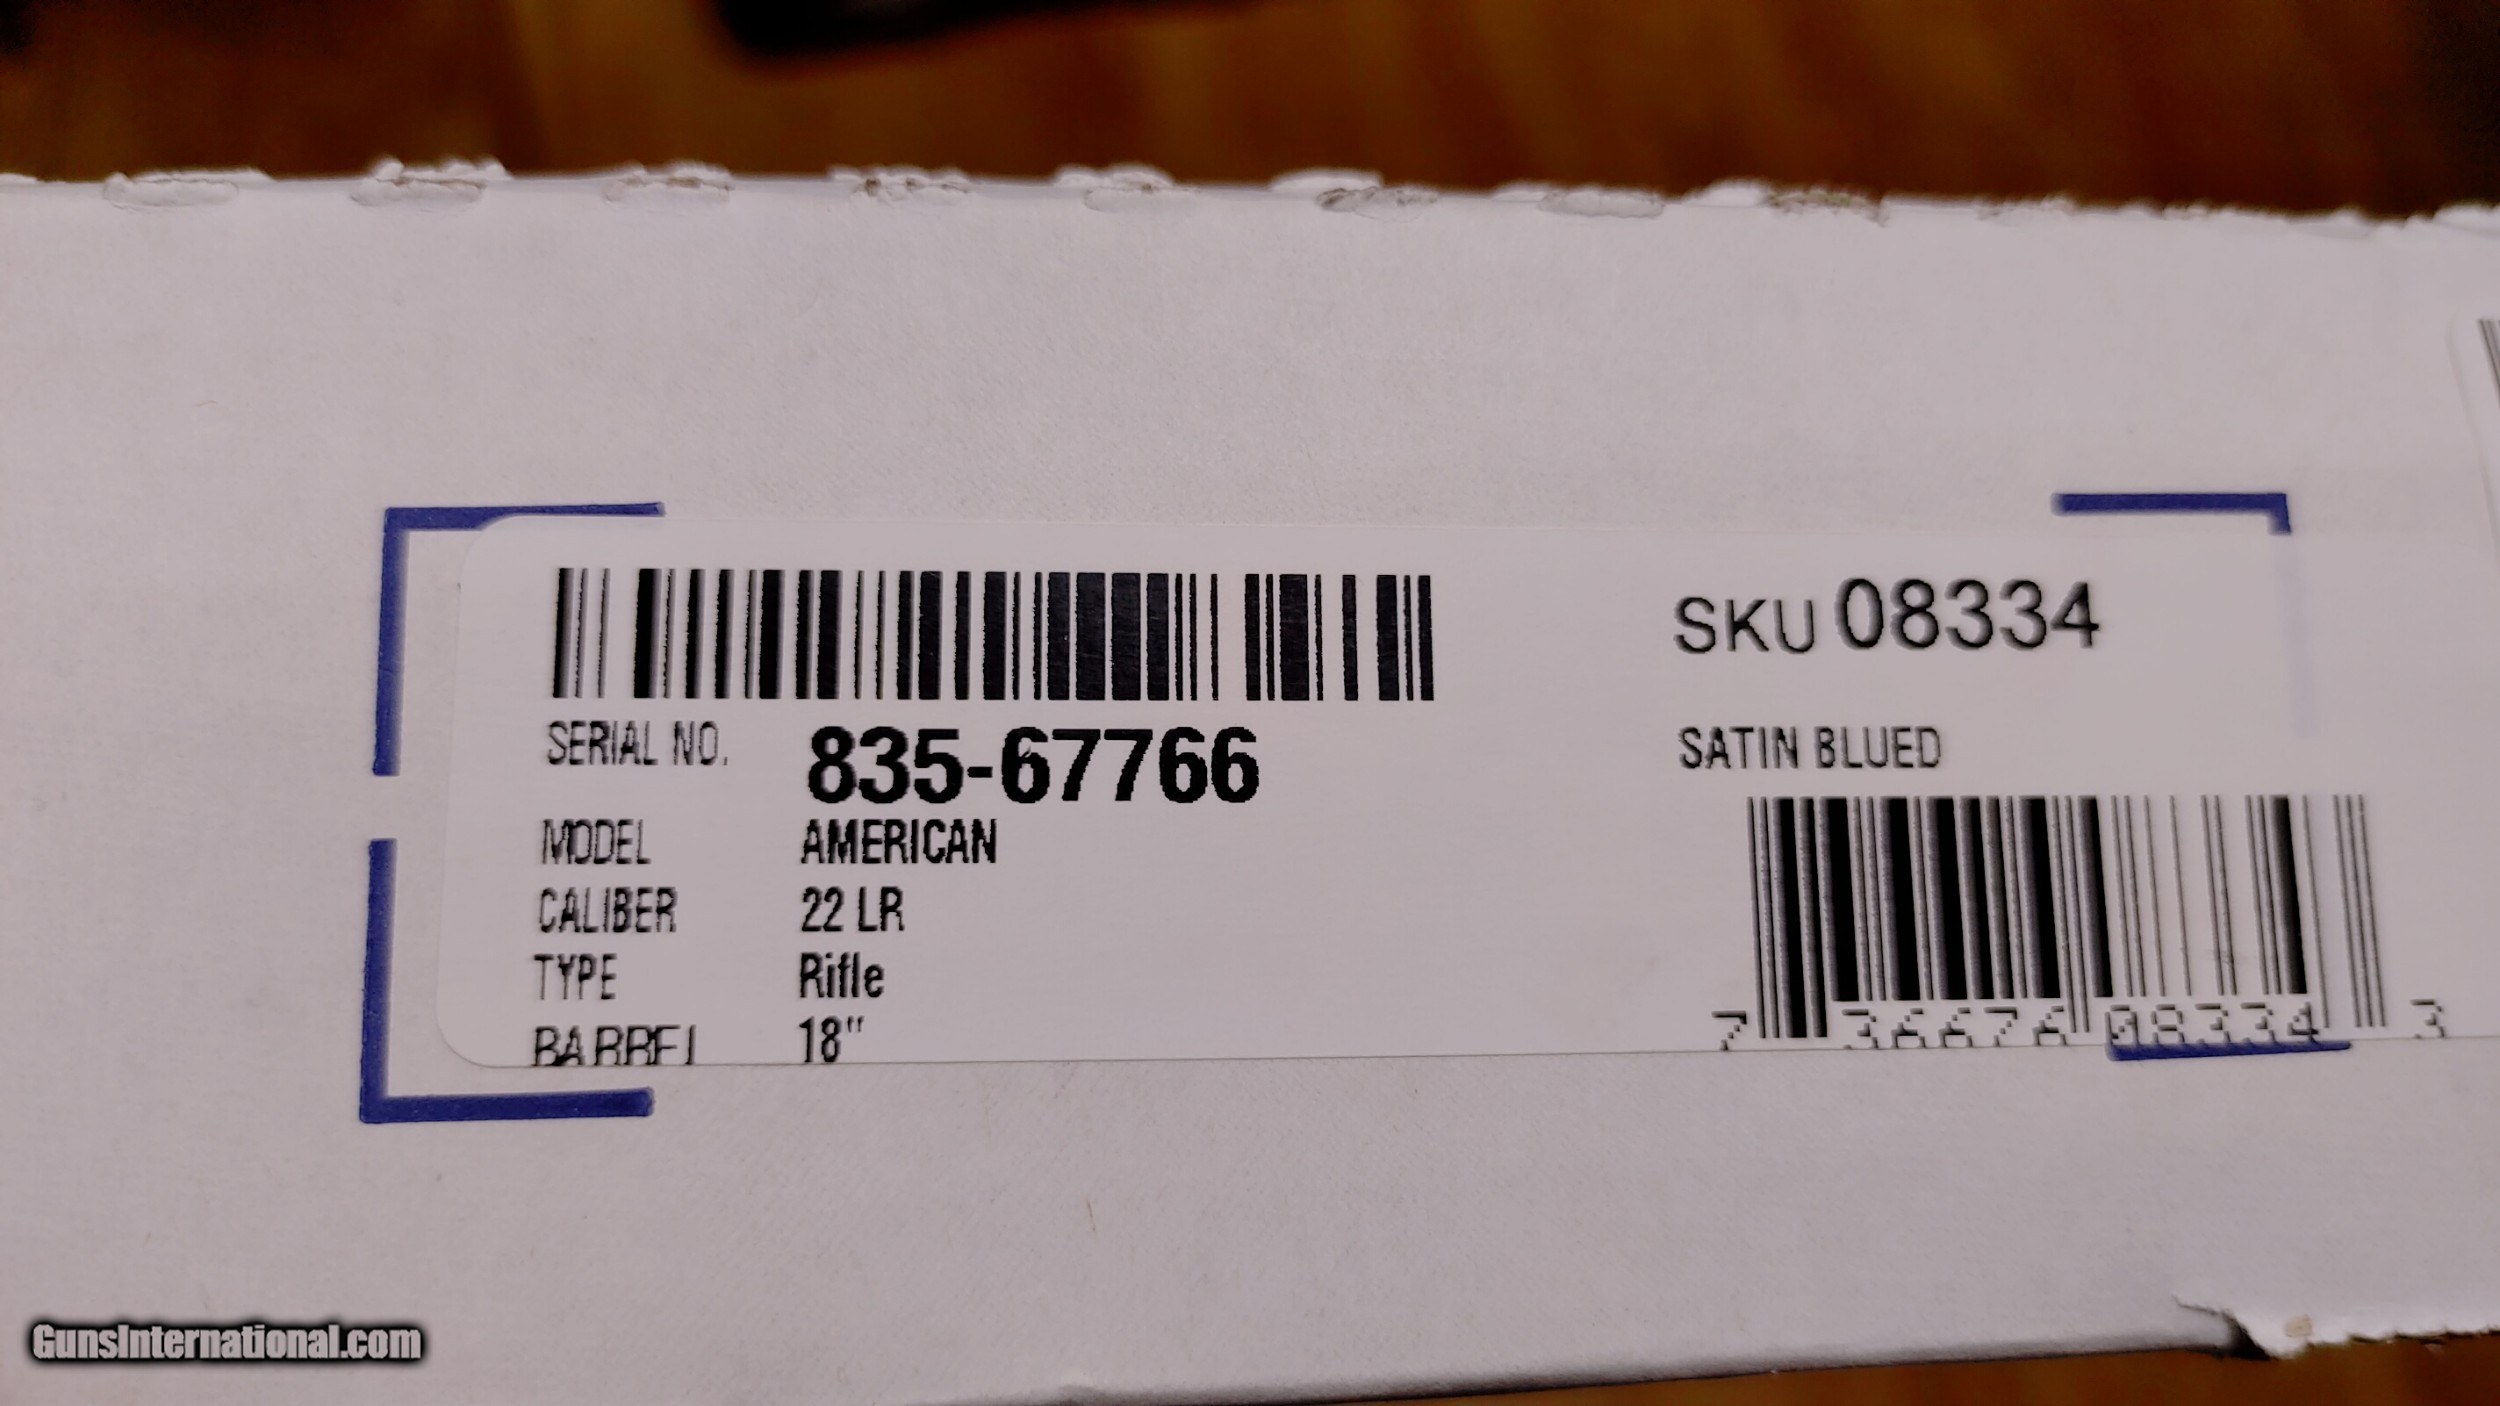 SKU 08334
SERIAL NO. 835-67766
SATIN BLUED
MODEL AMERICAN
CALIBER 22 LR
TYPE Rifle
BARREL 18"
7 36676 08334 3
GunsInternational.com